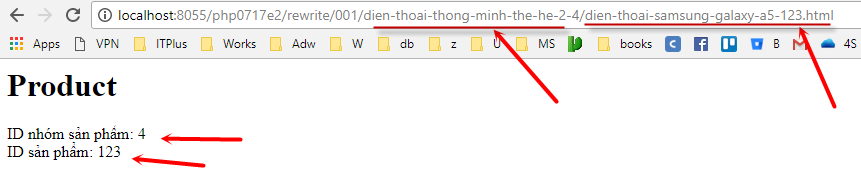 localhost:8055/php0717e2/rewrite/001/dien-thoai-thong-minh-the-he-2-4/dien-thoai-samsung-galaxy-a5-123.html
Apps VPN ITPlus Works Adw W db z U MS books B 4S
Product
ID nhóm sản phẩm: 4
ID sản phẩm: 123